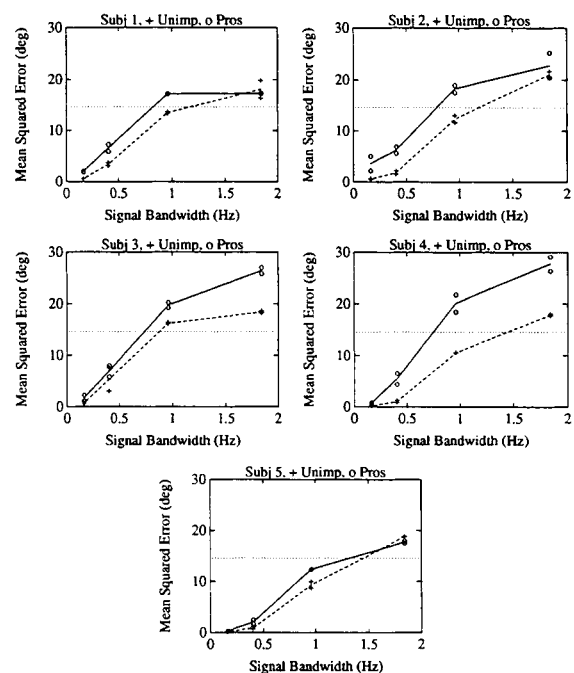 Subj 1, + Unimp, o Pros
Mean Squared Error (deg)
30
20
10
0
0 0.5 1 1.5 2
Signal Bandwidth (Hz)
Subj 2, + Unimp, o Pros
Mean Squared Error (deg)
30
20
10
0
0 0.5 1 1.5 2
Signal Bandwidth (Hz)
Subj 3, + Unimp, o Pros
Mean Squared Error (deg)
30
20
10
0
0 0.5 1 1.5 2
Signal Bandwidth (Hz)
Subj 4, + Unimp, o Pros
Mean Squared Error (deg)
30
20
10
0
0 0.5 1 1.5 2
Signal Bandwidth (Hz)
Subj 5, + Unimp, o Pros
Mean Squared Error (deg)
30
20
10
0
0 0.5 1 1.5 2
Signal Bandwidth (Hz)